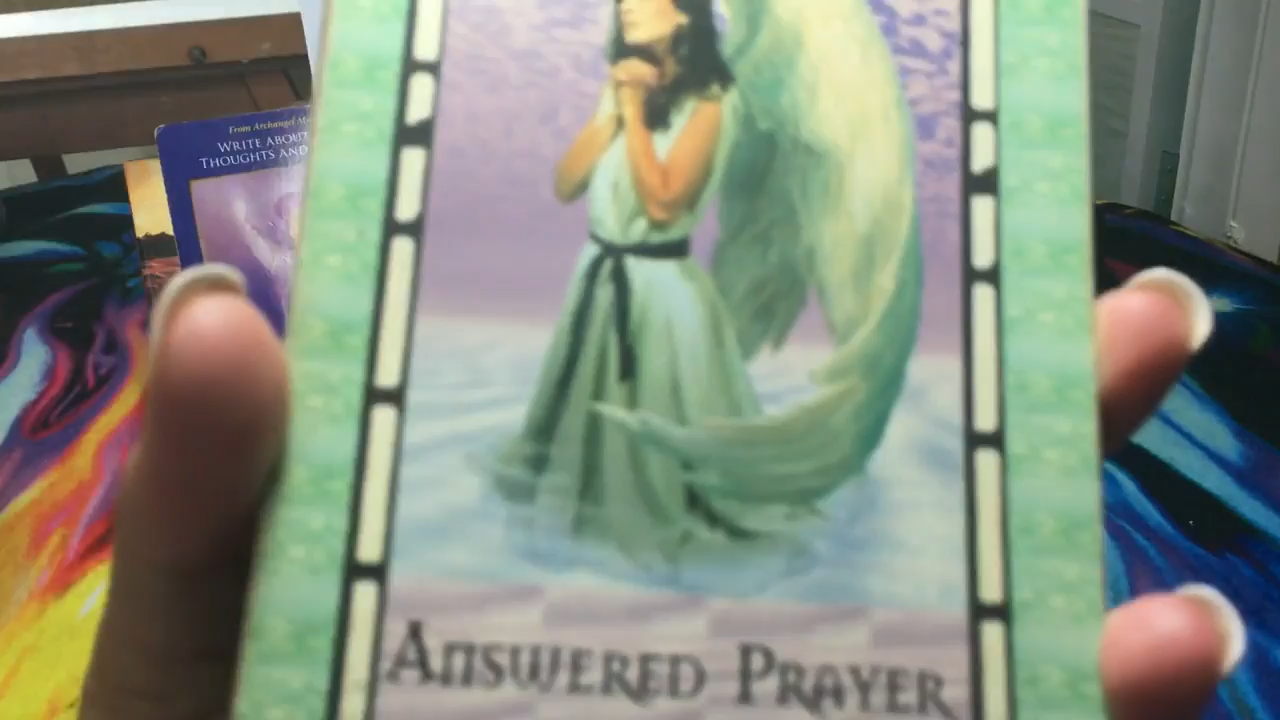 From Archangel M
WRITE ABOUT
THOUGHTS AND
ANSWERED PRAYER